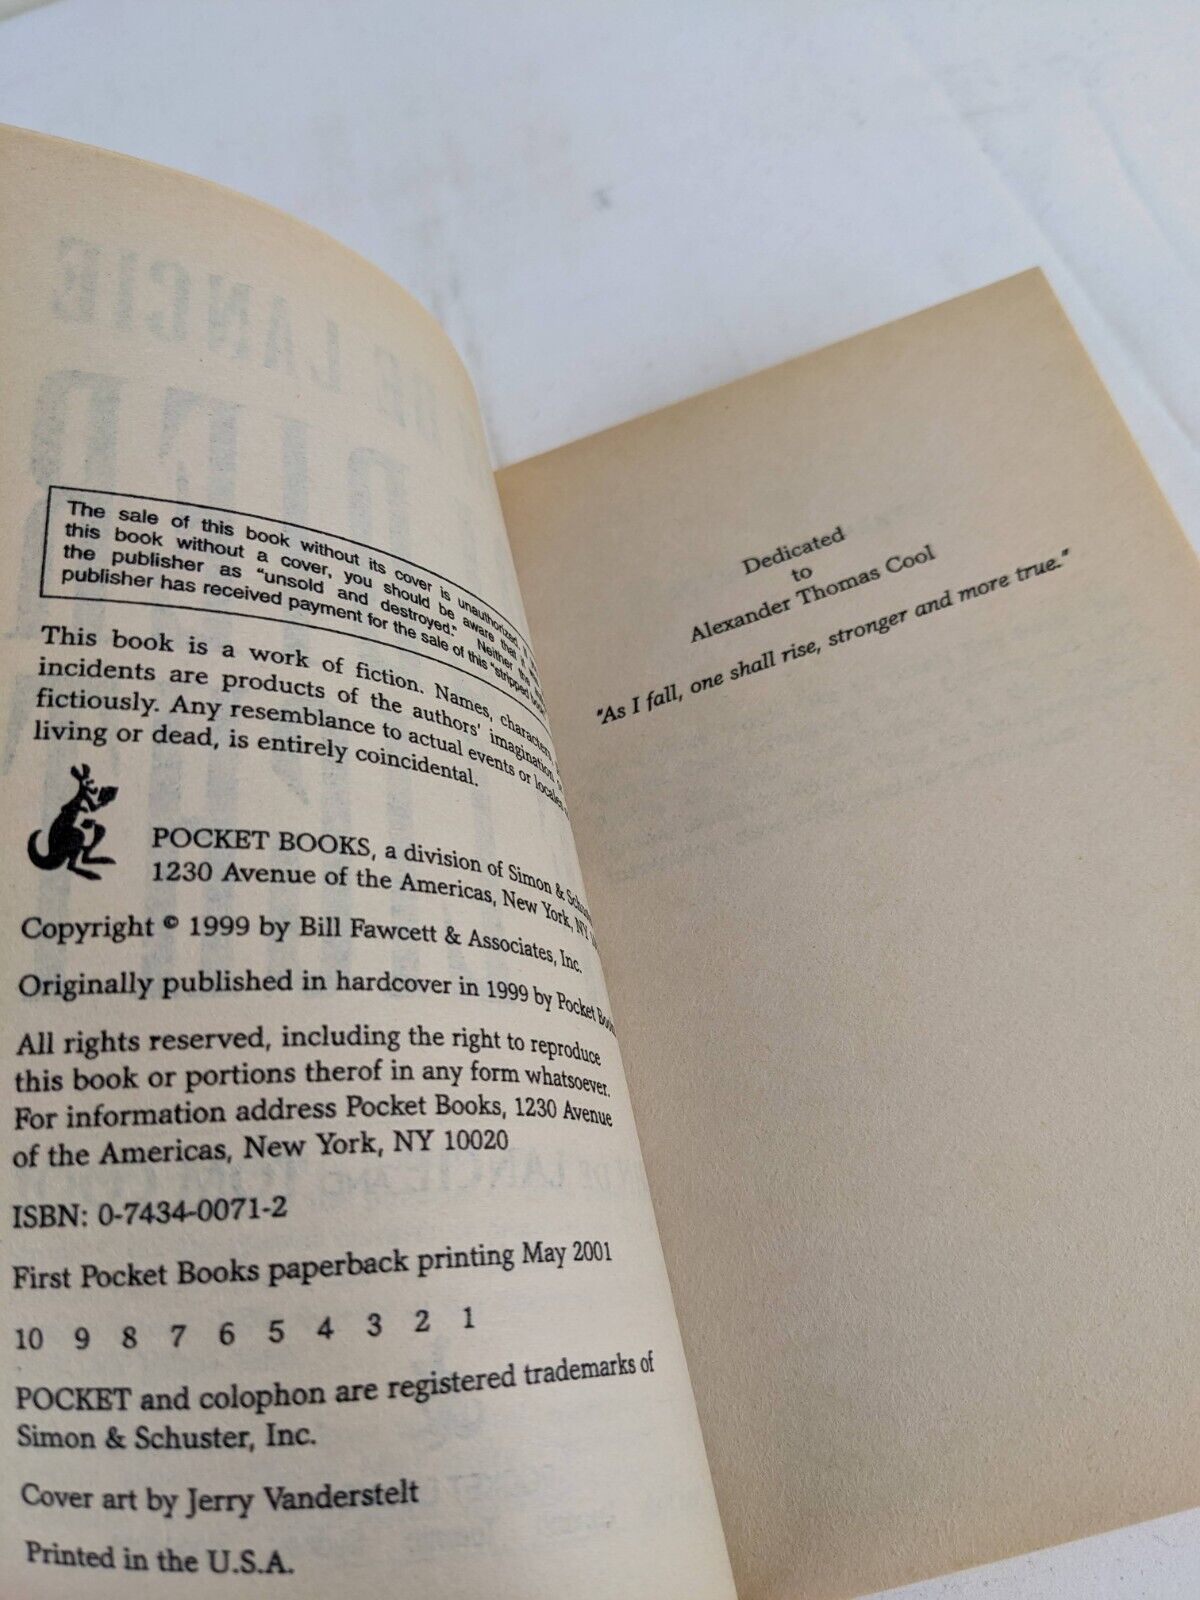 The sale of this book without its cover is unauthorized.
this book without a cover, you should be aware that it
the publisher as "unsold and destroyed." Neither the
publisher has received payment for the sale of this "stripped book."
This book is a work of fiction. Names, characters,
incidents are products of the authors' imagination
fictiously. Any resemblance to actual events or locales
living or dead, is entirely coincidental.
POCKET BOOKS, a division of Simon & Schuster
1230 Avenue of the Americas, New York, NY
Copyright © 1999 by Bill Fawcett & Associates, Inc.
Originally published in hardcover in 1999 by Pocket Books
All rights reserved, including the right to reproduce
this book or portions therof in any form whatsoever.
For information address Pocket Books, 1230 Avenue
of the Americas, New York, NY 10020
ISBN: 0-7434-0071-2
First Pocket Books paperback printing May 2001
10 9 8 7 6 5 4 3 2 1
POCKET and colophon are registered trademarks of
Simon & Schuster, Inc.
Cover art by Jerry Vanderstelt
Printed in the U.S.A.
Dedicated
to
Alexander Thomas Cool
"As I fall, one shall rise, stronger and more true."